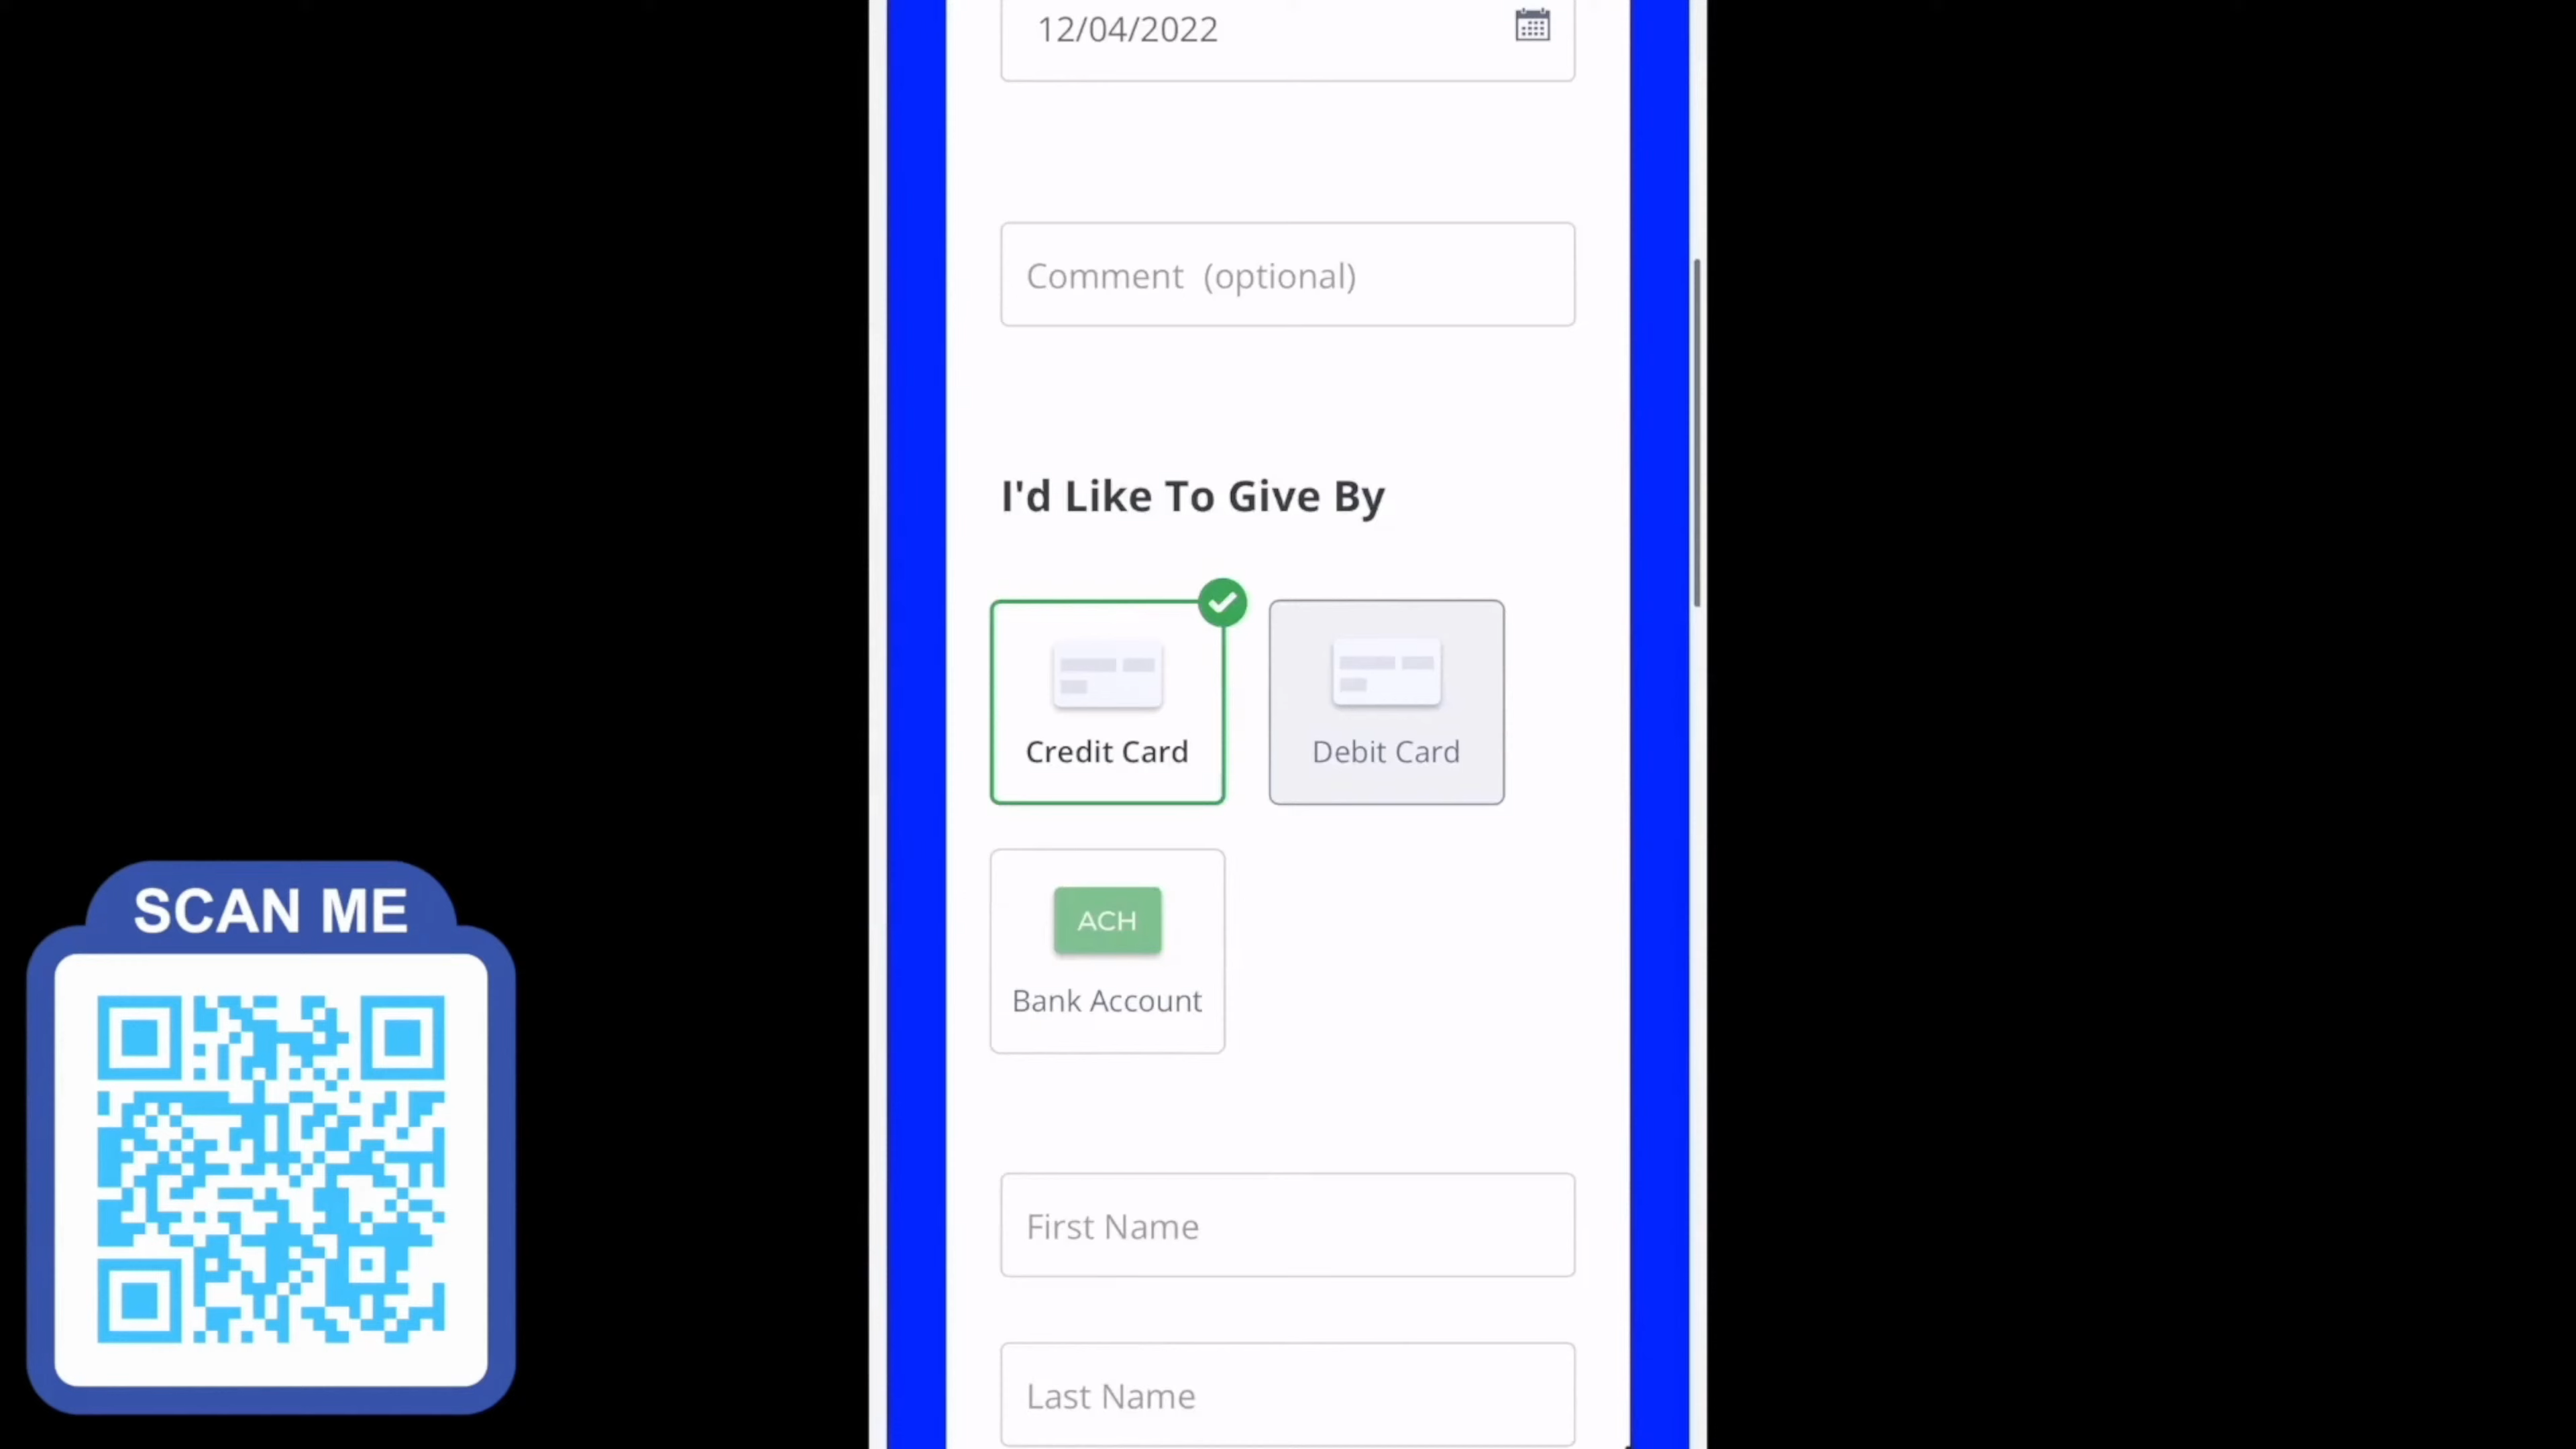 12/04/2022
Comment (optional)
I'd Like To Give By
Credit Card
Debit Card
ACH
Bank Account
First Name
Last Name
SCAN ME